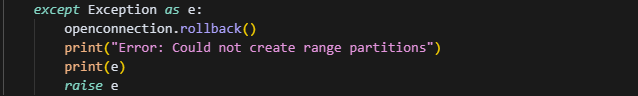 except Exception as e:
openconnection.rollback()
print("Error: Could not create range partitions")
print(e)
raise e